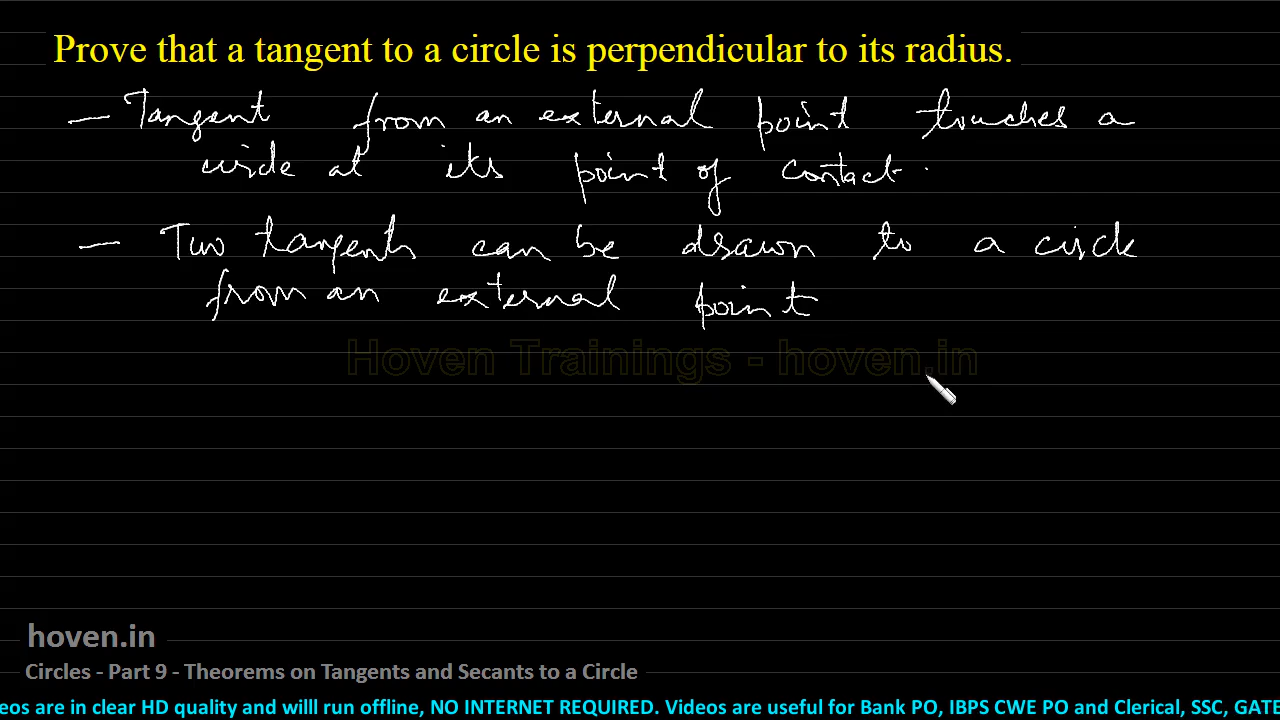 Prove that a tangent to a circle is perpendicular to its radius.
— Tangent from an external point touches a
circle at its point of contact.
— Two tangents can be drawn to a circle
from an external point
Hoven Trainings - hoven.in
hoven.in
Circles - Part 9 - Theorems on Tangents and Secants to a Circle
eos are in clear HD quality and willl run offline, NO INTERNET REQUIRED. Videos are useful for Bank PO, IBPS CWE PO and Clerical, SSC, GATE